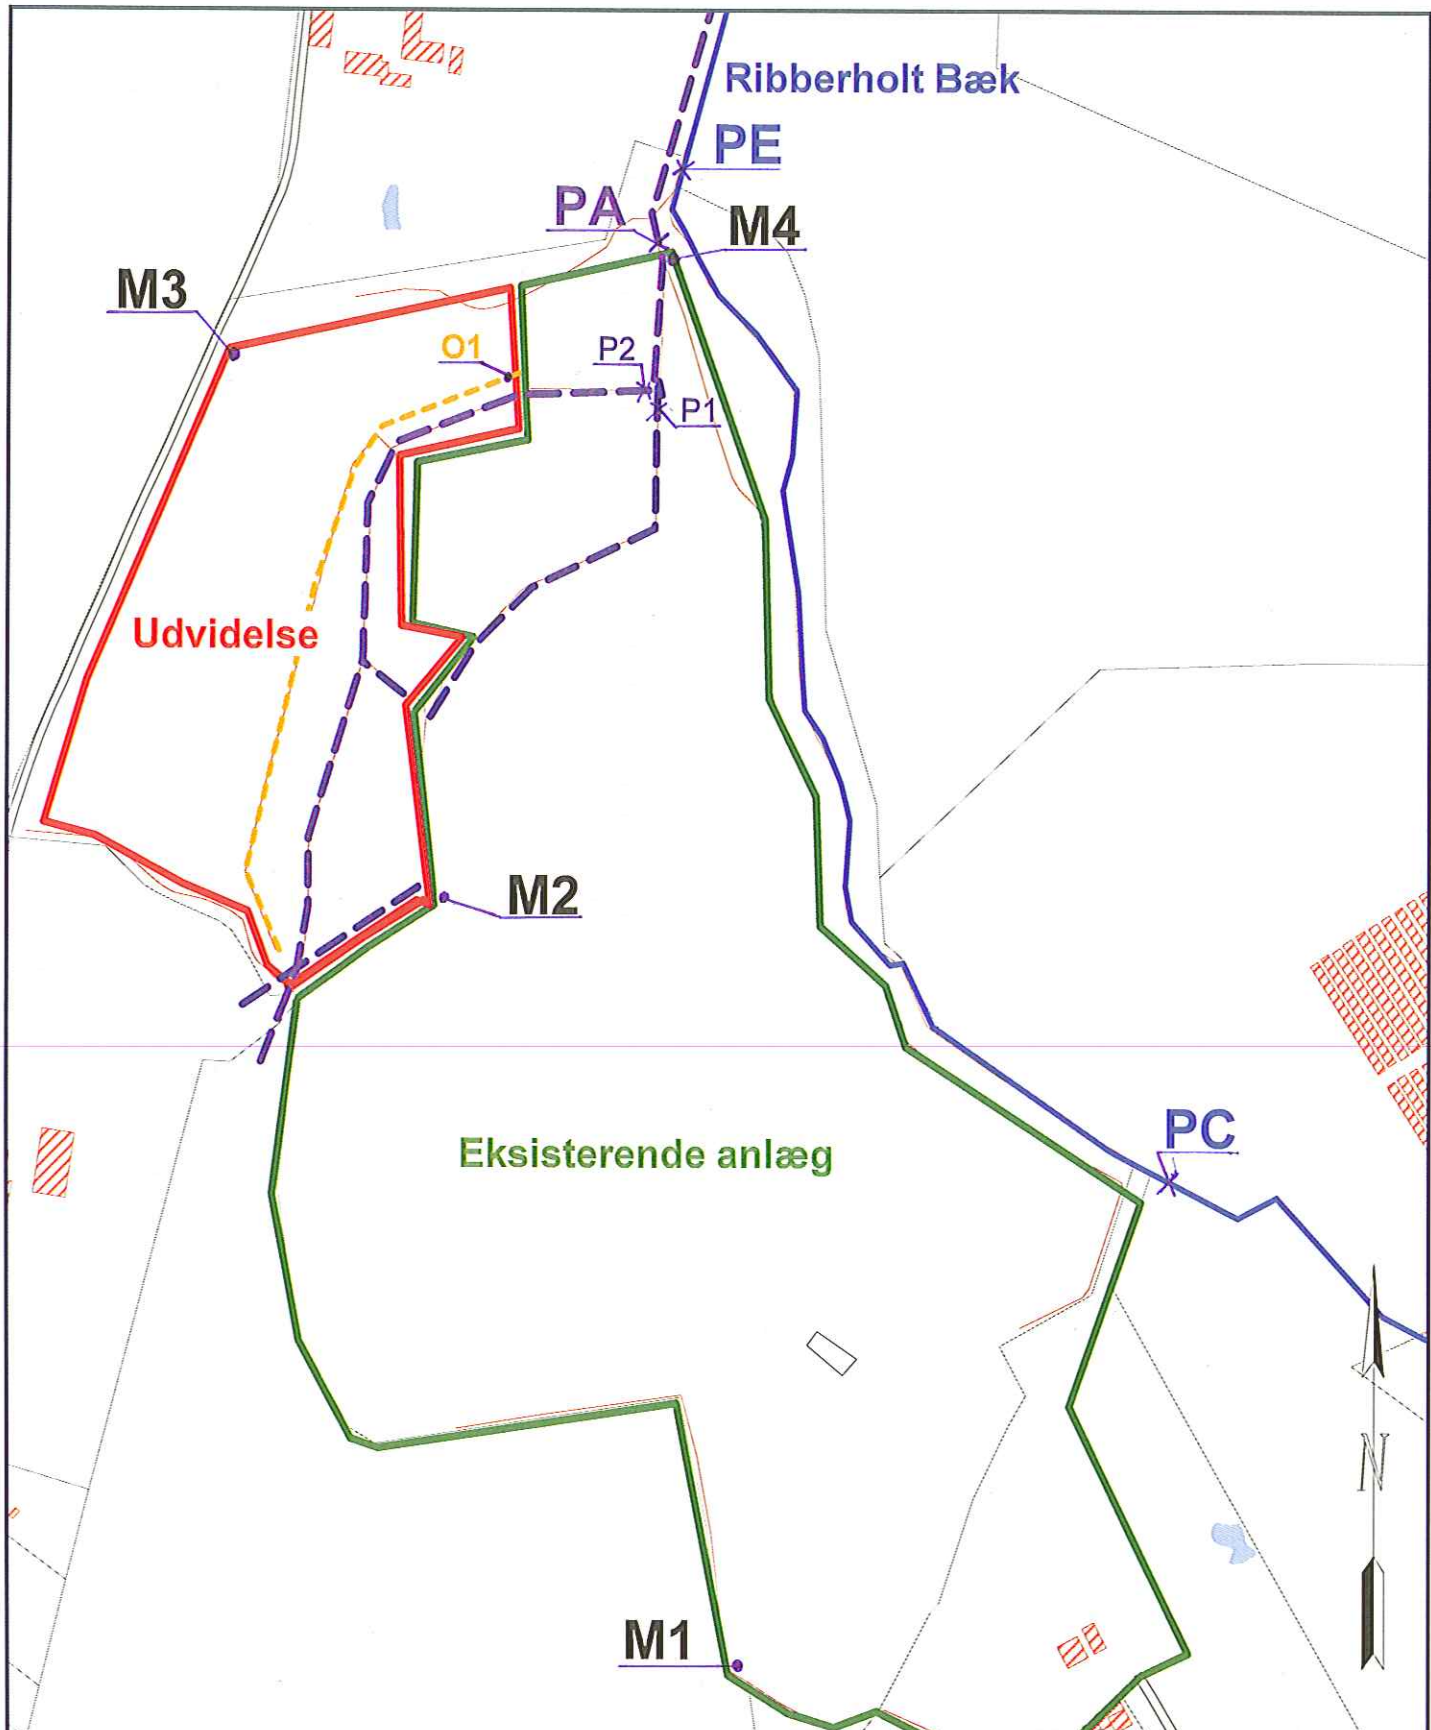 Ribberholt Bæk
PE
PA
M4
M3
O1
P2
P1
Udvidelse
M2
PC
Eksisterende anlæg
N
M1